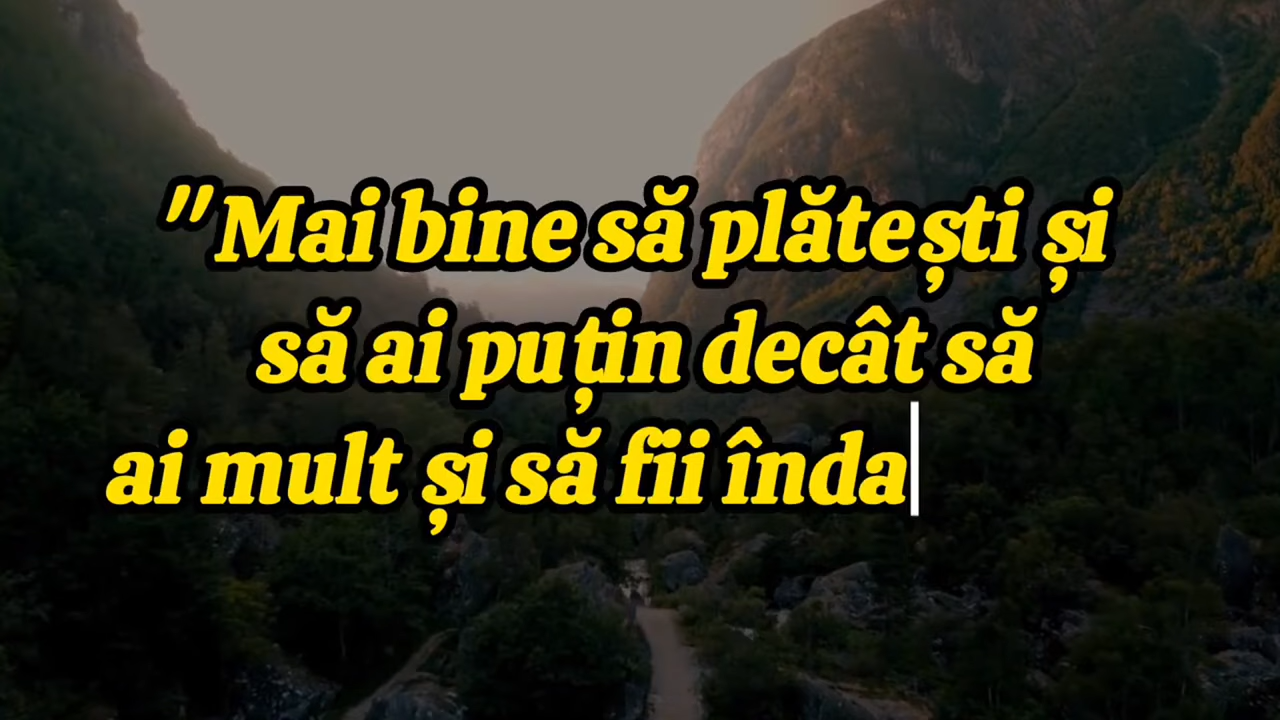 "Mai bine să plătești și
să ai puțin decât să
ai mult și să fii înda